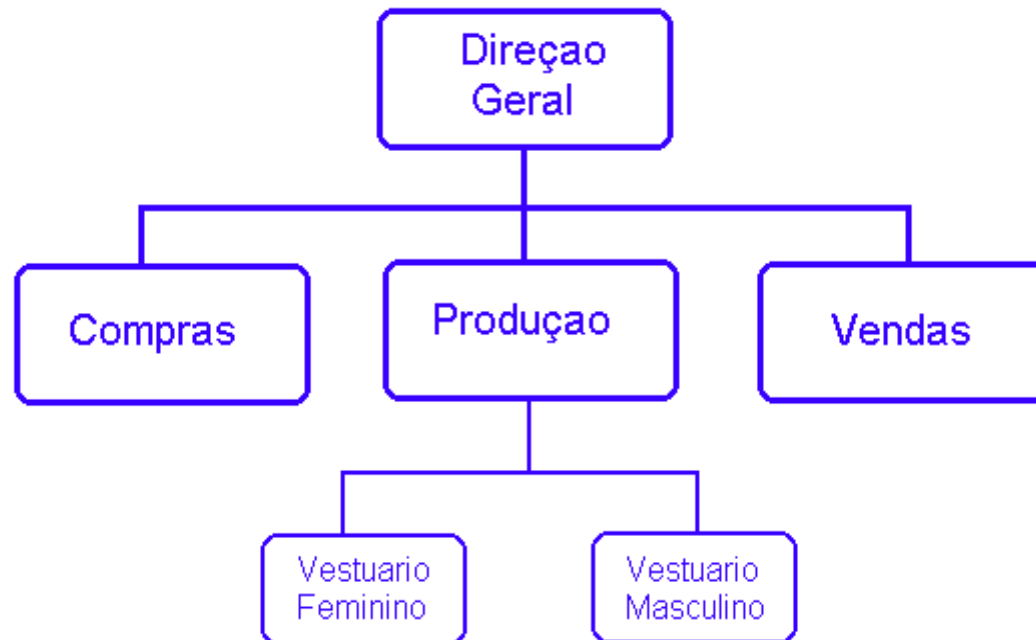 Direçao
Geral
Compras
Produçao
Vendas
Vestuario
Feminino
Vestuario
Masculino